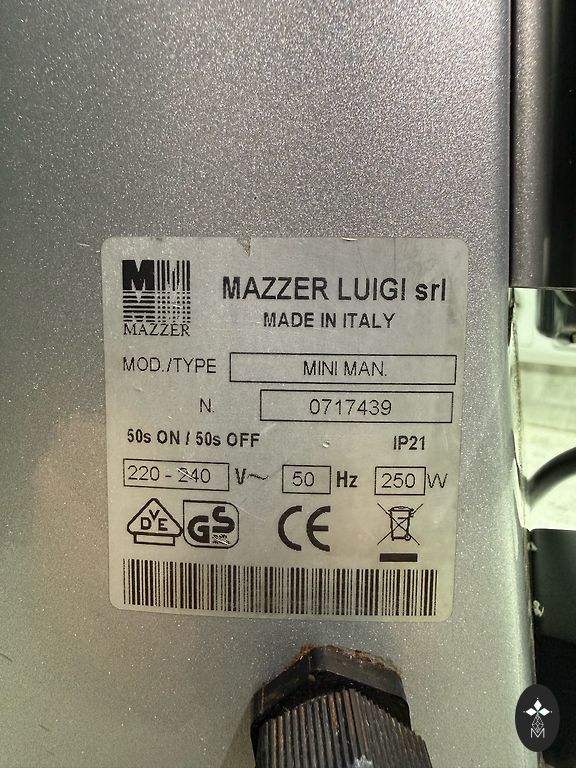 MAZZER
MAZZER LUIGI srl
MADE IN ITALY
MOD./TYPE MINI MAN.
N. 0717439
50s ON / 50s OFF IP21
220 - 240 V~ 50 Hz 250 W
DVE GS CE
M